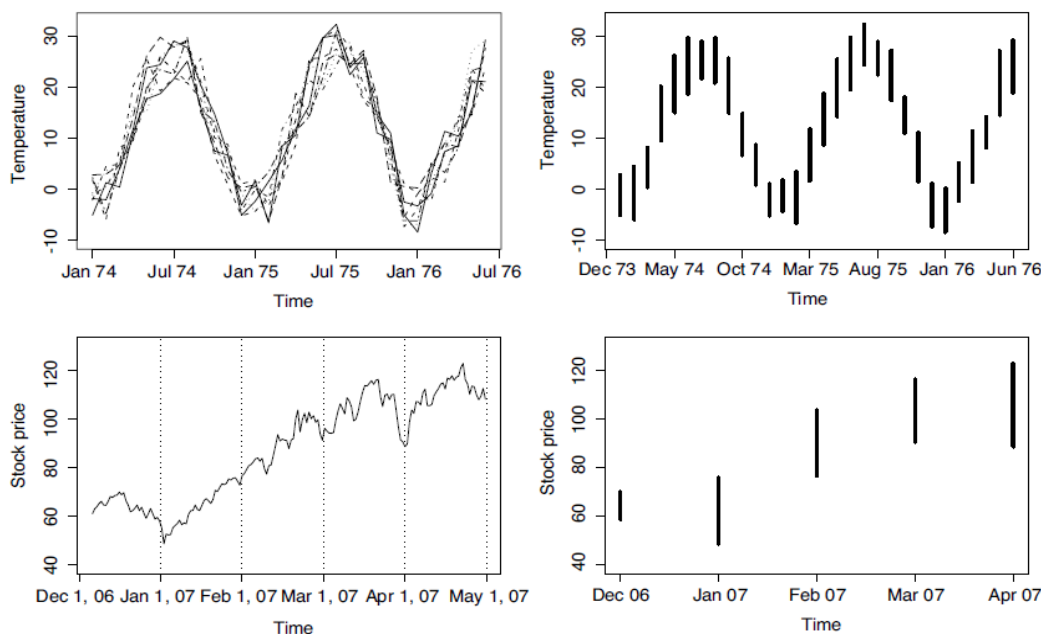 Temperature
30
20
10
0
-10
Jan 74 Jul 74 Jan 75 Jul 75 Jan 76 Jul 76
Time
Temperature
30
20
10
0
-10
Dec 73 May 74 Oct 74 Mar 75 Aug 75 Jan 76 Jun 76
Time
Stock price
120
100
80
60
40
Dec 1, 06 Jan 1, 07 Feb 1, 07 Mar 1, 07 Apr 1, 07 May 1, 07
Time
Stock price
120
100
80
60
40
Dec 06 Jan 07 Feb 07 Mar 07 Apr 07
Time